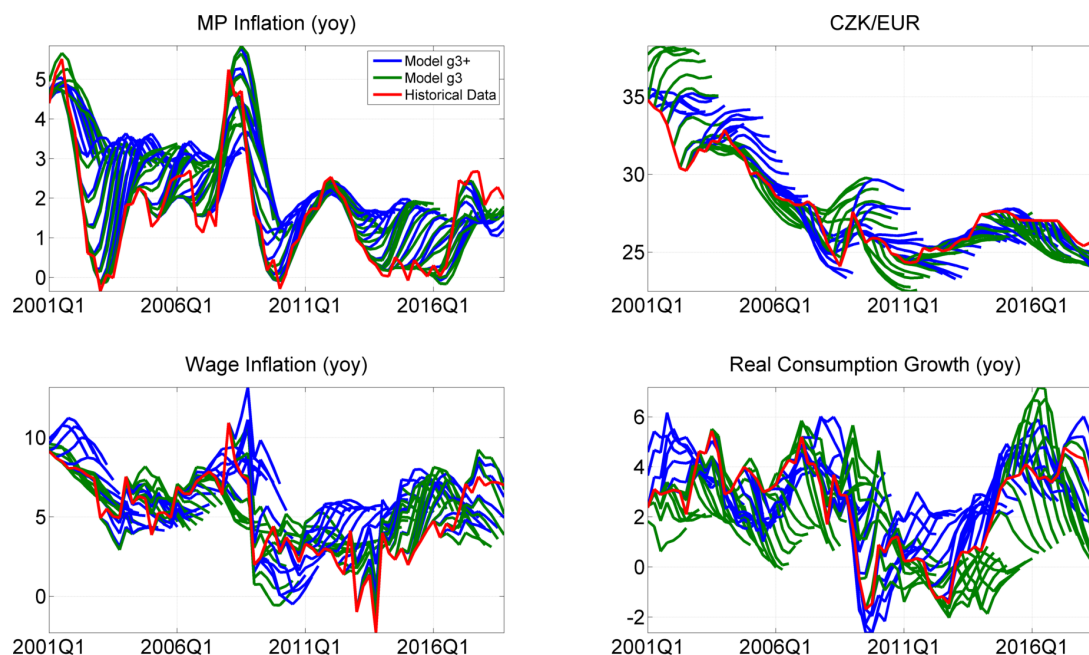 MP Inflation (yoy)
5
4
3
2
1
0
2001Q1 2006Q1 2011Q1 2016Q1
Model g3+
Model g3
Historical Data
CZK/EUR
35
30
25
2001Q1 2006Q1 2011Q1 2016Q1
Wage Inflation (yoy)
10
5
0
2001Q1 2006Q1 2011Q1 2016Q1
Real Consumption Growth (yoy)
6
4
2
0
-2
2001Q1 2006Q1 2011Q1 2016Q1